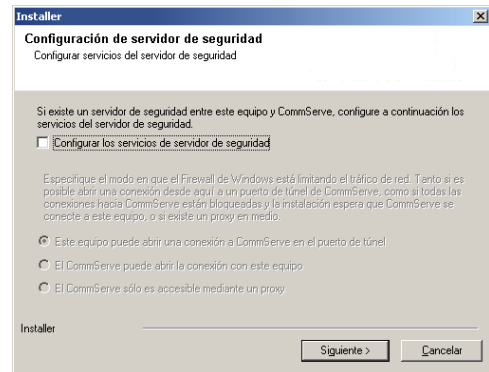 Installer
Configuración de servidor de seguridad
Configurar servicios del servidor de seguridad
Si existe un servidor de seguridad entre este equipo y CommServe, configure a continuación los
servicios del servidor de seguridad.
Configurar los servicios de servidor de seguridad
Especifique el modo en que el Firewall de Windows está limitando el tráfico de red. Tanto si es
posible abrir una conexión desde aquí a un puerto de túnel de CommServe, como si todas las
conexiones hacia CommServe están bloqueadas y la instalación espera que CommServe se
conecte a este equipo, o si existe un proxy en medio.
Este equipo puede abrir una conexión a CommServe en el puerto de túnel
El CommServe puede abrir la conexión con este equipo
El CommServe sólo es accesible mediante un proxy
Installer
Siguiente >
Cancelar